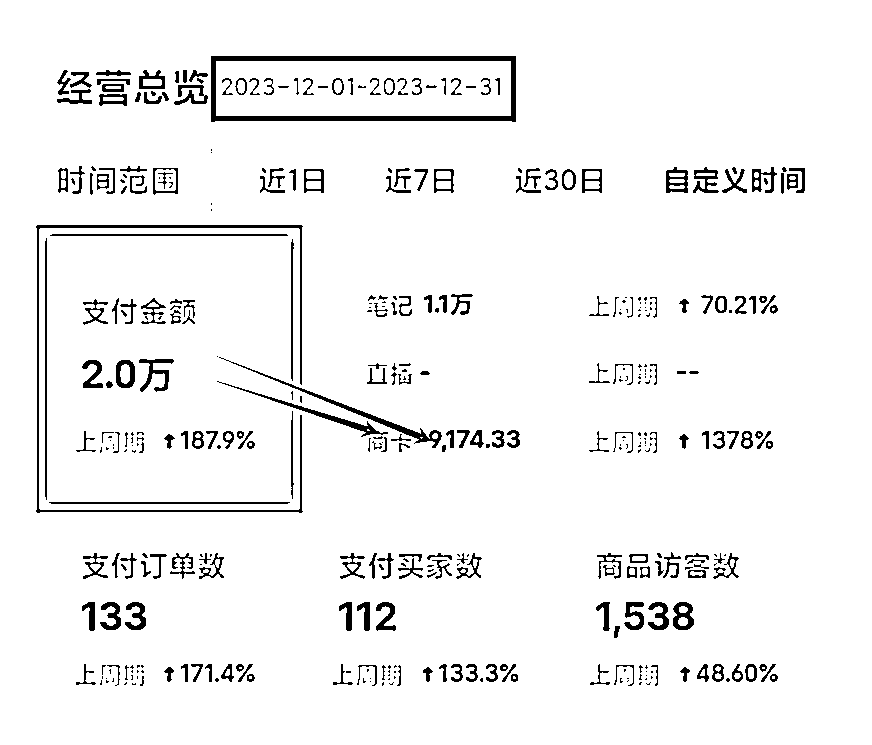 经营总览 2023-12-01~2023-12-31
时间范围 近1日 近7日 近30日 自定义时间
支付金额
2.0万
上周期 ↑187.9%
笔记 1.1万 上周期 ↑ 70.21%
直播 - 上周期 --
商卡 9,174.33 上周期 ↑ 1378%
支付订单数 支付买家数 商品访客数
133 112 1,538
上周期 ↑171.4% 上周期 ↑133.3% 上周期 ↑48.60%